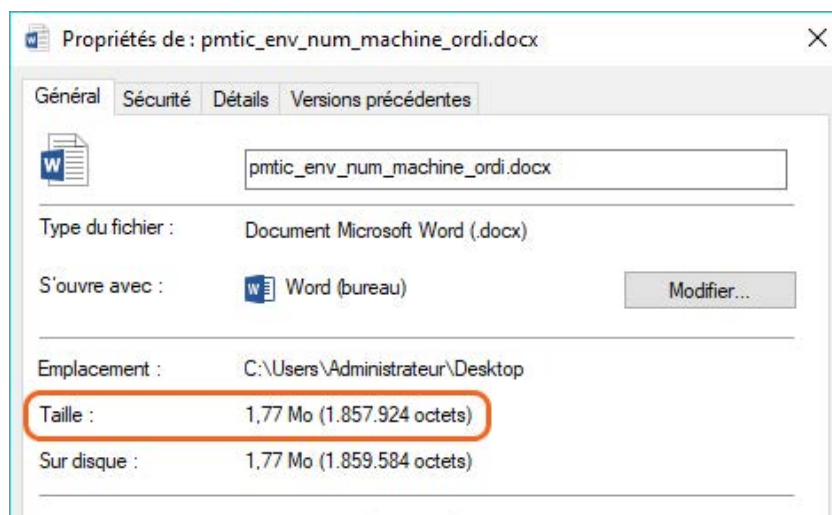 Propriétés de : pmtic_env_num_machine_ordi.docx
Général Sécurité Détails Versions précédentes
pmtic_env_num_machine_ordi.docx
Type du fichier : Document Microsoft Word (.docx)
S'ouvre avec : Word (bureau) Modifier...
Emplacement : C:\Users\Administrateur\Desktop
Taille : 1,77 Mo (1.857.924 octets)
Sur disque : 1,77 Mo (1.859.584 octets)